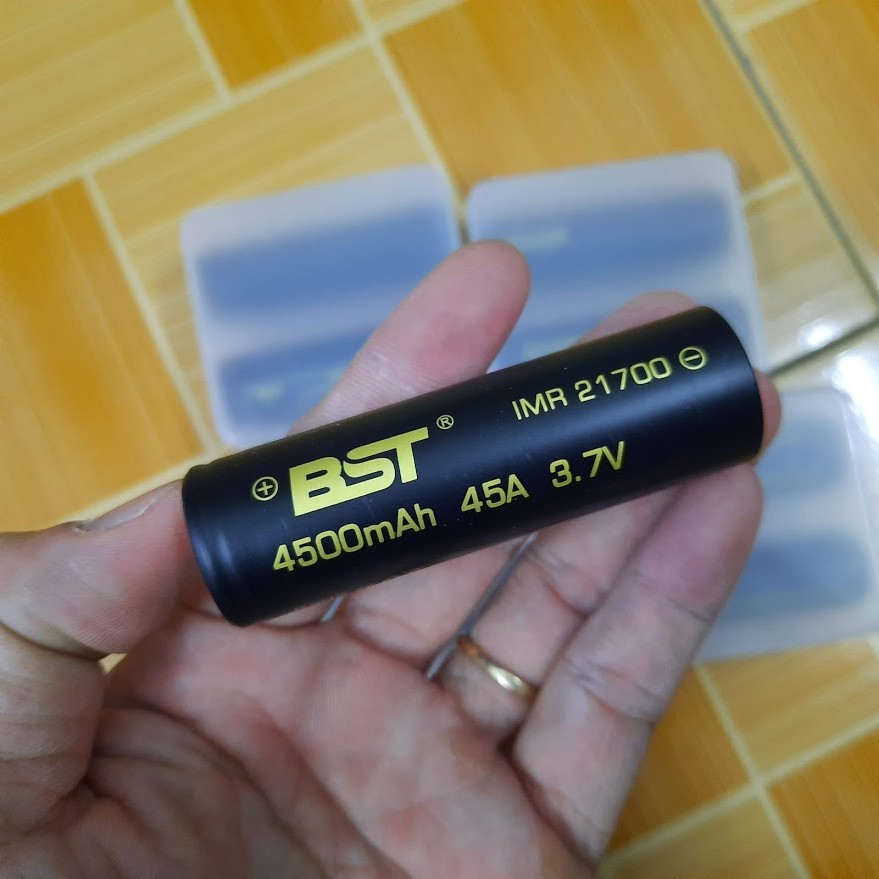 ⊕ BST ® IMR 21700 ⊖
4500mAh 45A 3.7V